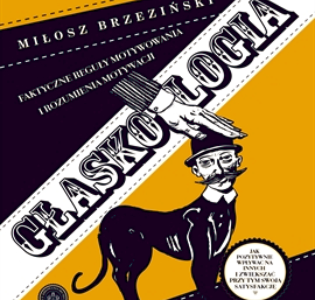 MIŁOSZ BRZEZIŃSKI
FAKTYCZNE REGUŁY MOTYWOWANIA
I ROZUMIENIA MOTYWACJI
GŁASKOLOGIA
JAK
POZYTYWNIE
WPŁYWAĆ NA
INNYCH
I ZWIĘKSZAĆ
PRZY TYM SWOJĄ
SATYSFAKCJĘ